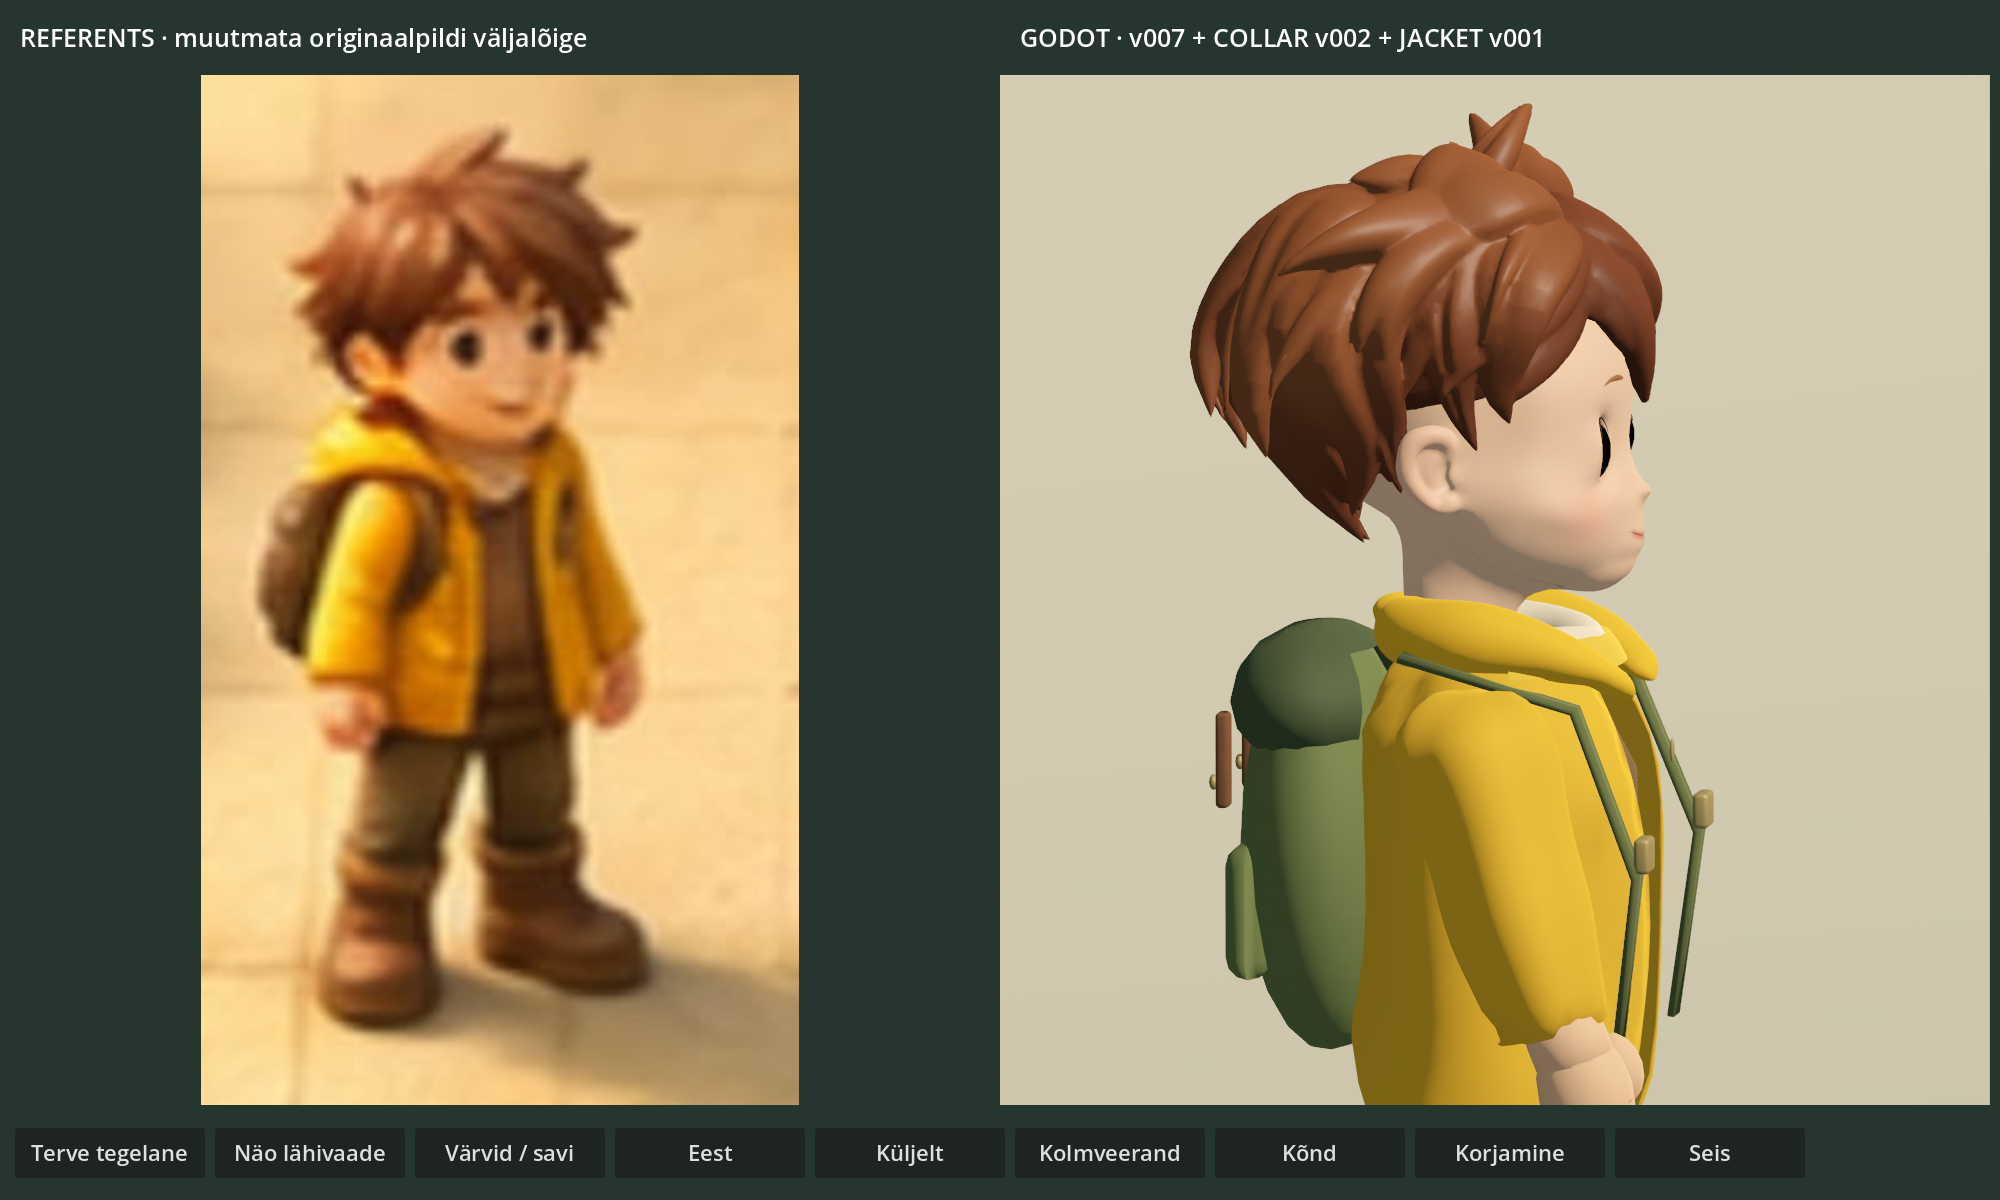 REFERENTS · muutmata originaalpildi väljalõige
GODOT · v007 + COLLAR v002 + JACKET v001
Terve tegelane
Näo lähivaade
Värvid / savi
Eest
Küljelt
Kolmveerand
Kõnd
Korjamine
Seis